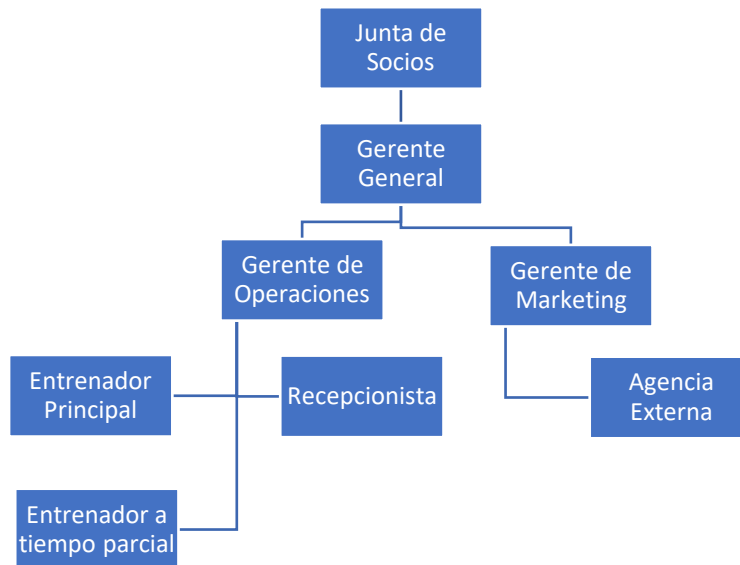 Junta de
Socios
Gerente
General
Gerente de
Operaciones
Gerente de
Marketing
Entrenador
Principal
Recepcionista
Agencia
Externa
Entrenador a
tiempo parcial